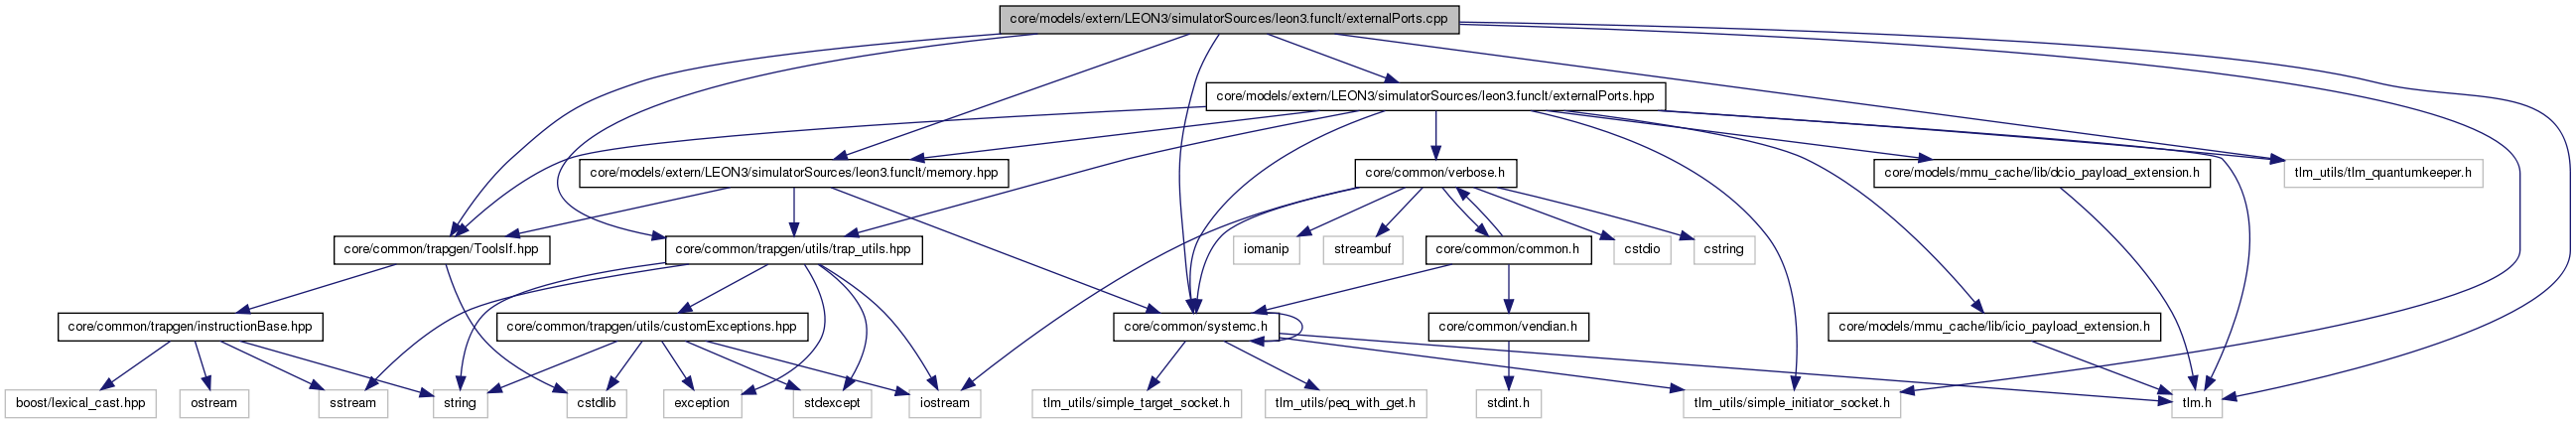 core/models/extern/LEON3/simulatorSources/leon3.funclt/externalPorts.cpp
core/models/extern/LEON3/simulatorSources/leon3.funclt/externalPorts.hpp
core/models/extern/LEON3/simulatorSources/leon3.funclt/memory.hpp
core/common/verbose.h
core/models/mmu_cache/lib/dcio_payload_extension.h
tlm_utils/tlm_quantumkeeper.h
core/common/trapgen/ToolsIf.hpp
core/common/trapgen/utils/trap_utils.hpp
iomanip
streambuf
core/common/common.h
cstdio
cstring
core/common/trapgen/instructionBase.hpp
core/common/trapgen/utils/customExceptions.hpp
core/common/systemc.h
core/common/vendian.h
core/models/mmu_cache/lib/icio_payload_extension.h
boost/lexical_cast.hpp
ostream
sstream
string
cstdlib
exception
stdexcept
iostream
tlm_utils/simple_target_socket.h
tlm_utils/peq_with_get.h
stdint.h
tlm_utils/simple_initiator_socket.h
tlm.h